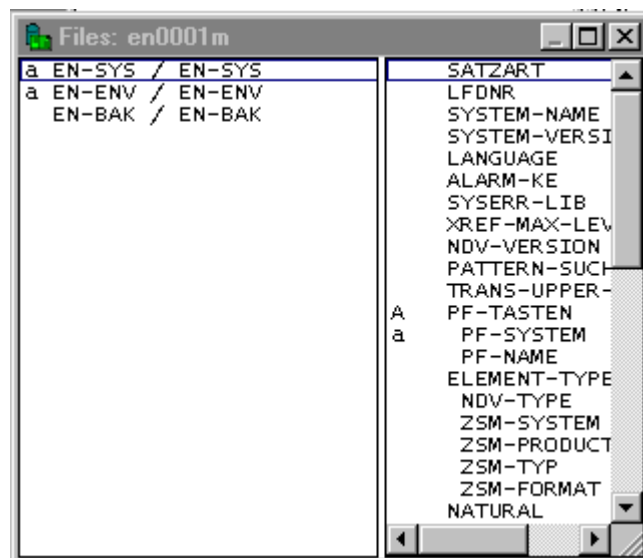 Files: en0001m
a EN-SYS / EN-SYS
a EN-ENV / EN-ENV
EN-BAK / EN-BAK
SATZART
LFDNR
SYSTEM-NAME
SYSTEM-VERSI
LANGUAGE
ALARM-KE
SYSERR-LIB
XREF-MAX-LEV
NDV-VERSION
PATTERN-SUCH
TRANS-UPPER-
A PF-TASTEN
a PF-SYSTEM
PF-NAME
ELEMENT-TYPE
NDV-TYPE
ZSM-SYSTEM
ZSM-PRODUCT
ZSM-TYP
ZSM-FORMAT
NATURAL